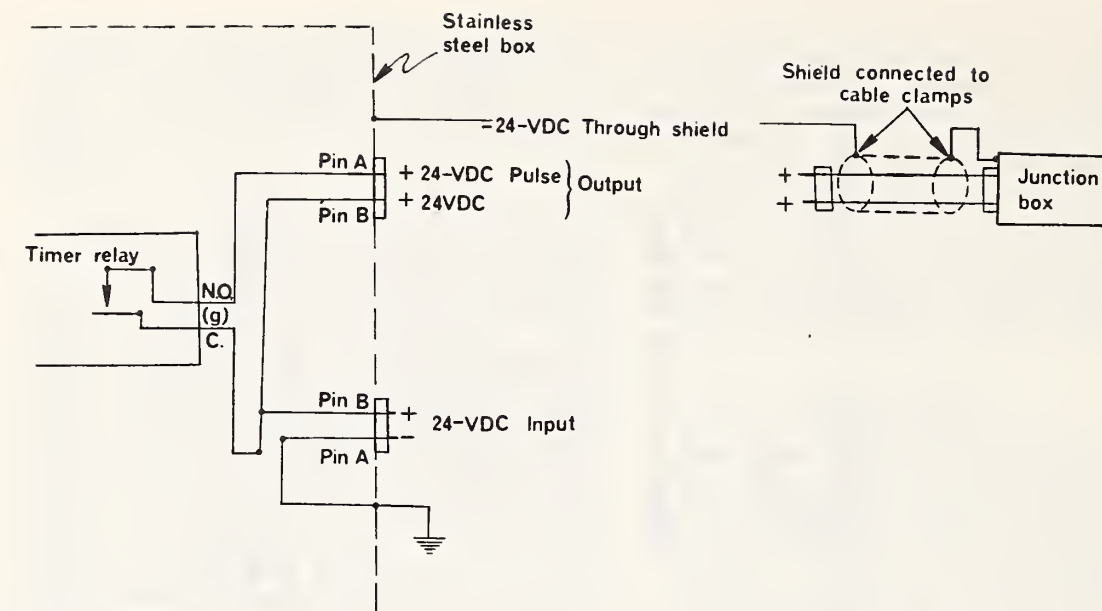 Stainless
steel box
Shield connected to
cable clamps
-24-VDC Through shield
Pin A
+ 24-VDC Pulse
Output
+ 24VDC
Pin B
+
+
Junction
box
Timer relay
N.O.
(g)
C.
Pin B
+
24-VDC Input
-
Pin A